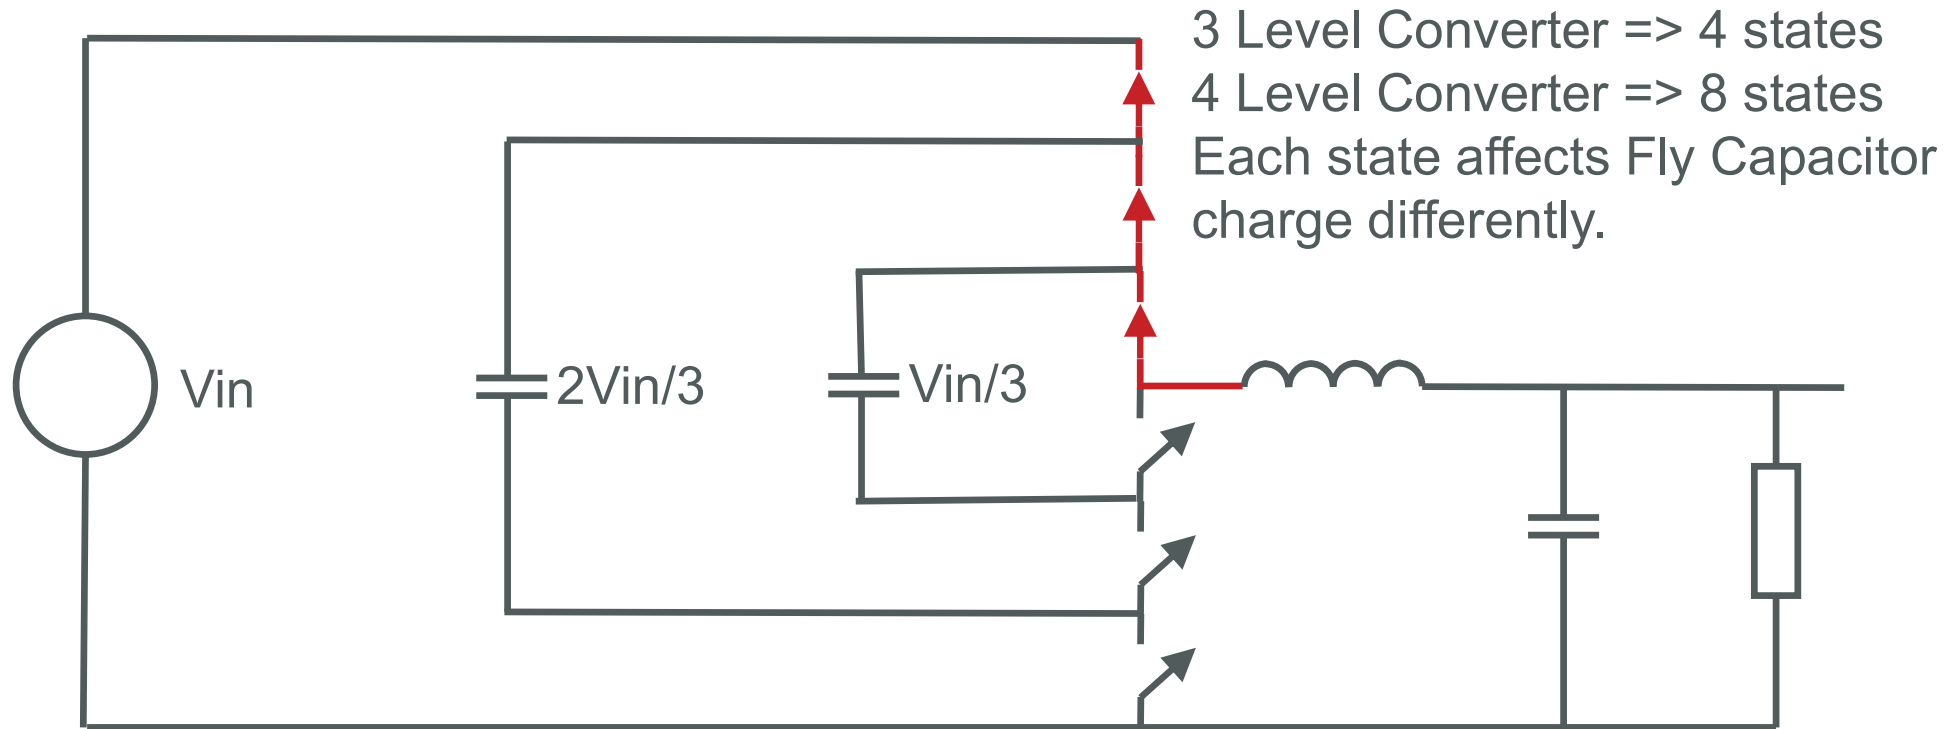 3 Level Converter => 4 states
4 Level Converter => 8 states
Each state affects Fly Capacitor
charge differently.
Vin
2Vin/3
Vin/3